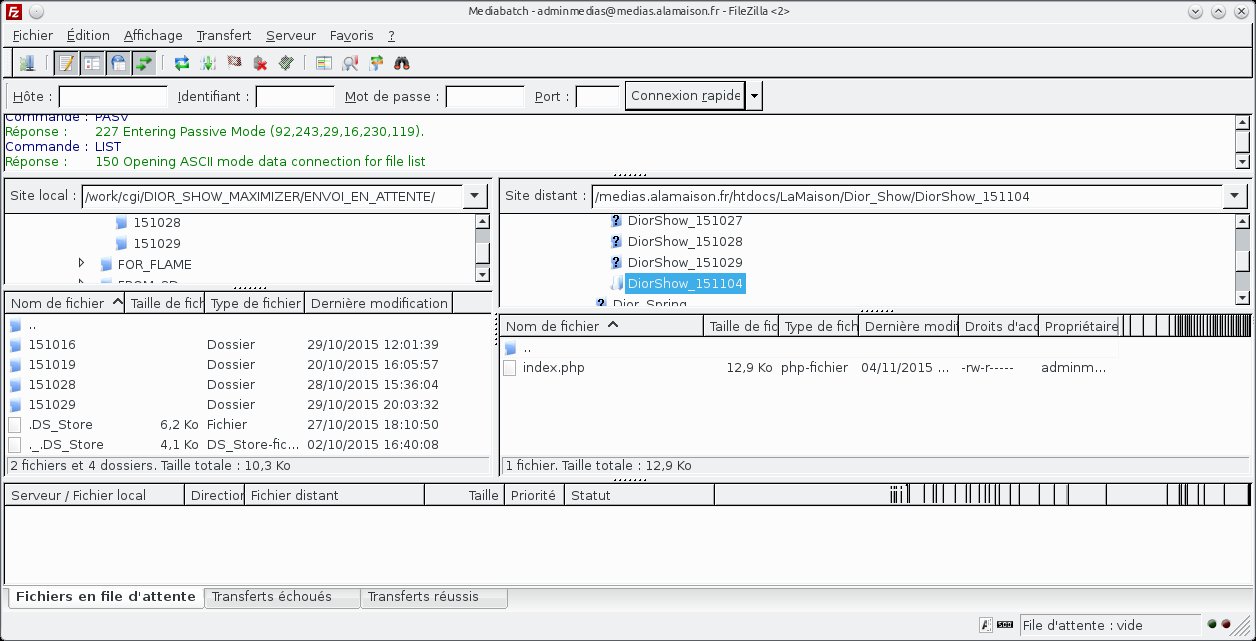 Mediabatch - adminmedias@medias.alamaison.fr - FileZilla <2>
Fichier Édition Affichage Transfert Serveur Favoris ?
Hôte : Identifiant : Mot de passe : Port : Connexion rapide
Commande : PASV
Réponse : 227 Entering Passive Mode (92,243,29,16,230,119).
Commande : LIST
Réponse : 150 Opening ASCII mode data connection for file list
Site local : /work/cgi/DIOR_SHOW_MAXIMIZER/ENVOI_EN_ATTENTE/
151028
151029
FOR_FLAME
Nom de fichier Taille de fich Type de fichier Dernière modification
..
151016 Dossier 29/10/2015 12:01:39
151019 Dossier 20/10/2015 16:05:57
151028 Dossier 28/10/2015 15:36:04
151029 Dossier 29/10/2015 20:03:32
.DS_Store 6,2 Ko Fichier 27/10/2015 18:10:50
._.DS_Store 4,1 Ko DS_Store-fic... 02/10/2015 16:40:08
2 fichiers et 4 dossiers. Taille totale : 10,3 Ko
Site distant : /medias.alamaison.fr/htdocs/LaMaison/Dior_Show/DiorShow_151104
DiorShow_151027
DiorShow_151028
DiorShow_151029
DiorShow_151104
Dior_Spring
Nom de fichier Taille de fic Type de fich Dernière modifi Droits d'acc Propriétaire
..
index.php 12,9 Ko php-fichier 04/11/2015 ... -rw-r----- adminm...
1 fichier. Taille totale : 12,9 Ko
Serveur / Fichier local Direction Fichier distant Taille Priorité Statut
Fichiers en file d'attente Transferts échoués Transferts réussis
File d'attente : vide